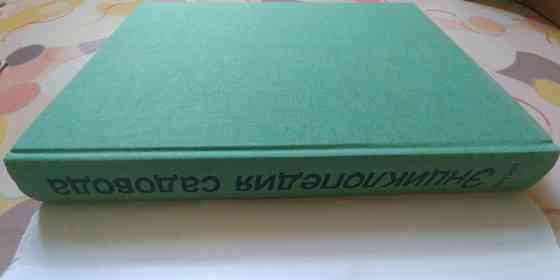 Энциклопедия садовода